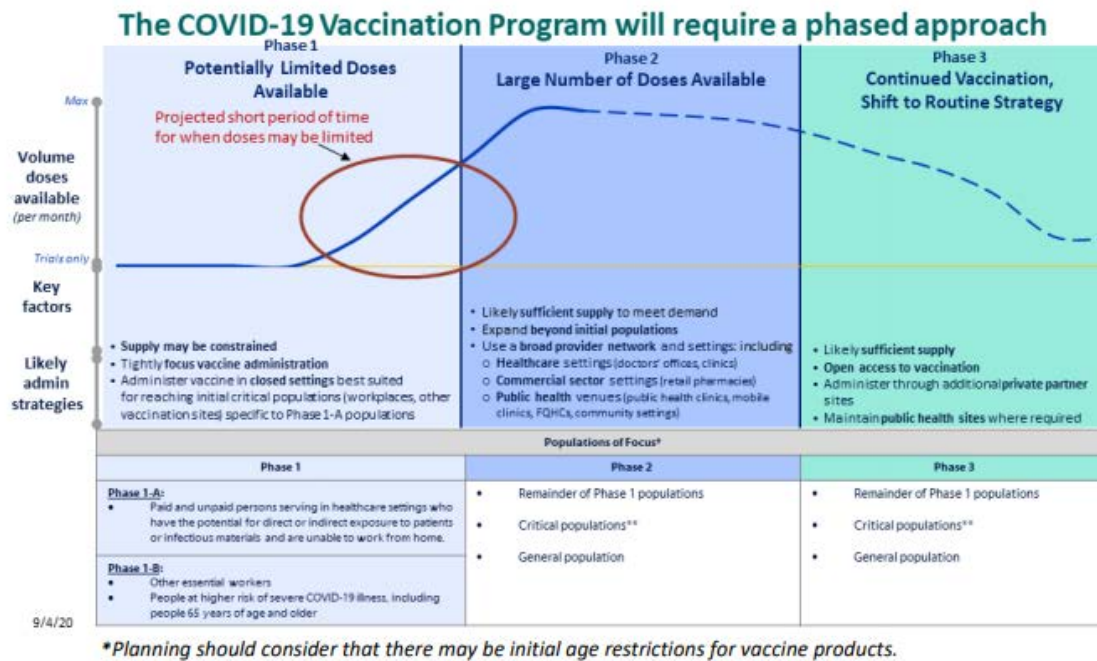 The COVID-19 Vaccination Program will require a phased approach
Phase 1
Potentially Limited Doses
Available
Projected short period of time
for when doses may be limited
Phase 2
Large Number of Doses Available
Phase 3
Continued Vaccination,
Shift to Routine Strategy
Max
Volume
doses
available
(per month)
Trials only
Key
factors
Likely
admin
strategies
• Supply may be constrained
• Tightly focus vaccine administration
• Administer vaccine in closed settings best suited
for reaching initial critical populations (workplaces, other
vaccination sites) specific to Phase 1-A populations
• Likely sufficient supply to meet demand
• Expand beyond initial populations
• Use a broad provider network and settings: including
o Healthcare settings (doctors' offices, clinics)
o Commercial sector settings (retail pharmacies)
o Public health venues (public health clinics, mobile
clinics, FQHCs, community settings)
• Likely sufficient supply
• Open access to vaccination
• Administer through additional private partner
sites
• Maintain public health sites where required
Populations of Focus*
Phase 1
Phase 2
Phase 3
Phase 1-A:
• Paid and unpaid persons serving in healthcare settings who
have the potential for direct or indirect exposure to patients
or infectious materials and are unable to work from home.
Phase 1-B:
• Other essential workers
• People at higher risk of severe COVID-19 illness, including
people 65 years of age and older
• Remainder of Phase 1 populations
• Critical populations**
• General population
• Remainder of Phase 1 populations
• Critical populations**
• General population
9/4/20
*Planning should consider that there may be initial age restrictions for vaccine products.